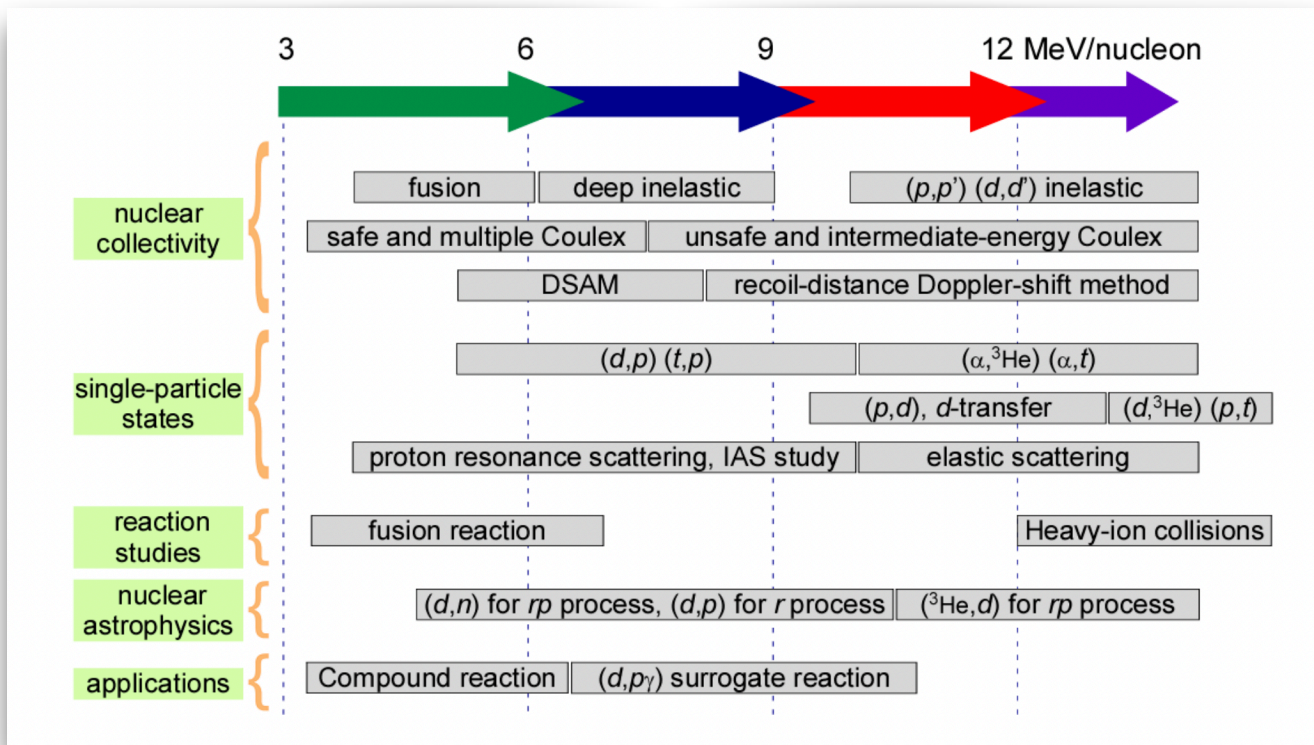 3 6 9 12 MeV/nucleon
nuclear
collectivity
fusion
deep inelastic
(p,p’) (d,d’) inelastic
safe and multiple Coulex
unsafe and intermediate-energy Coulex
DSAM
recoil-distance Doppler-shift method
single-particle
states
(d,p) (t,p)
(α,³He) (α,t)
(p,d), d-transfer
(d,³He) (p,t)
proton resonance scattering, IAS study
elastic scattering
reaction
studies
fusion reaction
Heavy-ion collisions
nuclear
astrophysics
(d,n) for rp process, (d,p) for r process
(³He,d) for rp process
applications
Compound reaction
(d,pγ) surrogate reaction